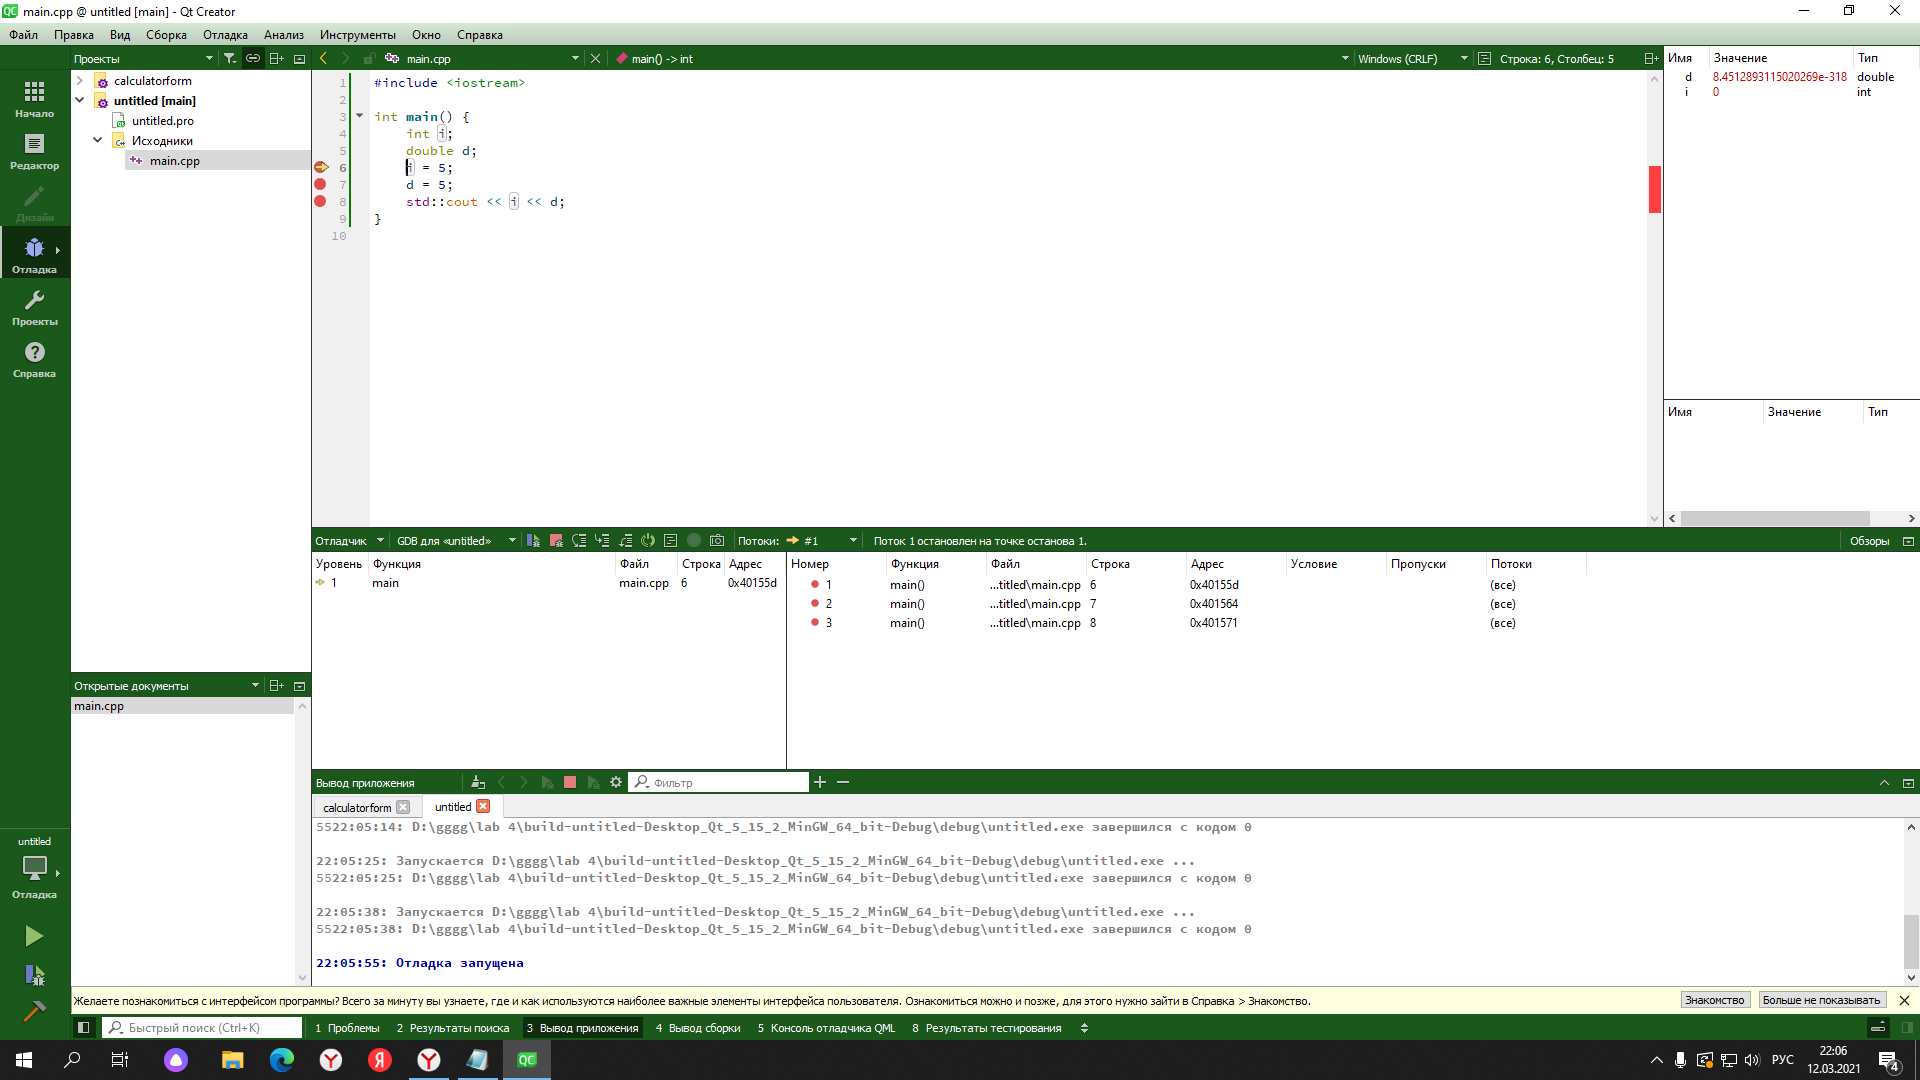 main.cpp @ untitled [main] - Qt Creator
Файл Правка Вид Сборка Отладка Анализ Инструменты Окно Справка
Проекты
main.cpp
main() -> int
Windows (CRLF)
Строка: 6, Столбец: 5
Имя Значение Тип
d 8.4512893115020269e-318 double
i 0 int
Имя Значение Тип
Начало
Редактор
Дизайн
Отладка
Проекты
Справка
calculatorform
untitled [main]
untitled.pro
Исходники
main.cpp
1 #include <iostream>
2
3 int main() {
4 int i;
5 double d;
6 i = 5;
7 d = 5;
8 std::cout << i << d;
9 }
10
Отладчик GDB для «untitled» Потоки: #1 Поток 1 остановлен на точке останова 1. Обзоры
Уровень Функция Файл Строка Адрес
1 main main.cpp 6 0x40155d
Номер Функция Файл Строка Адрес Условие Пропуски Потоки
1 main() ...titled\main.cpp 6 0x40155d (все)
2 main() ...titled\main.cpp 7 0x401564 (все)
3 main() ...titled\main.cpp 8 0x401571 (все)
Открытые документы
main.cpp
Вывод приложения
Фильтр
calculatorform untitled
5522:05:14: D:\gggg\lab 4\build-untitled-Desktop_Qt_5_15_2_MinGW_64_bit-Debug\debug\untitled.exe завершился с кодом 0
22:05:25: Запускается D:\gggg\lab 4\build-untitled-Desktop_Qt_5_15_2_MinGW_64_bit-Debug\debug\untitled.exe ...
5522:05:25: D:\gggg\lab 4\build-untitled-Desktop_Qt_5_15_2_MinGW_64_bit-Debug\debug\untitled.exe завершился с кодом 0
22:05:38: Запускается D:\gggg\lab 4\build-untitled-Desktop_Qt_5_15_2_MinGW_64_bit-Debug\debug\untitled.exe ...
5522:05:38: D:\gggg\lab 4\build-untitled-Desktop_Qt_5_15_2_MinGW_64_bit-Debug\debug\untitled.exe завершился с кодом 0
22:05:55: Отладка запущена
untitled
Отладка
Желаете познакомиться с интерфейсом программы? Всего за минуту вы узнаете, где и как используются наиболее важные элементы интерфейса пользователя. Ознакомиться можно и позже, для этого нужно зайти в Справка > Знакомство.
Знакомство
Больше не показывать
Быстрый поиск (Ctrl+K)
1 Проблемы 2 Результаты поиска 3 Вывод приложения 4 Вывод сборки 5 Консоль отладчика QML 8 Результаты тестирования
РУС
22:06
12.03.2021
4